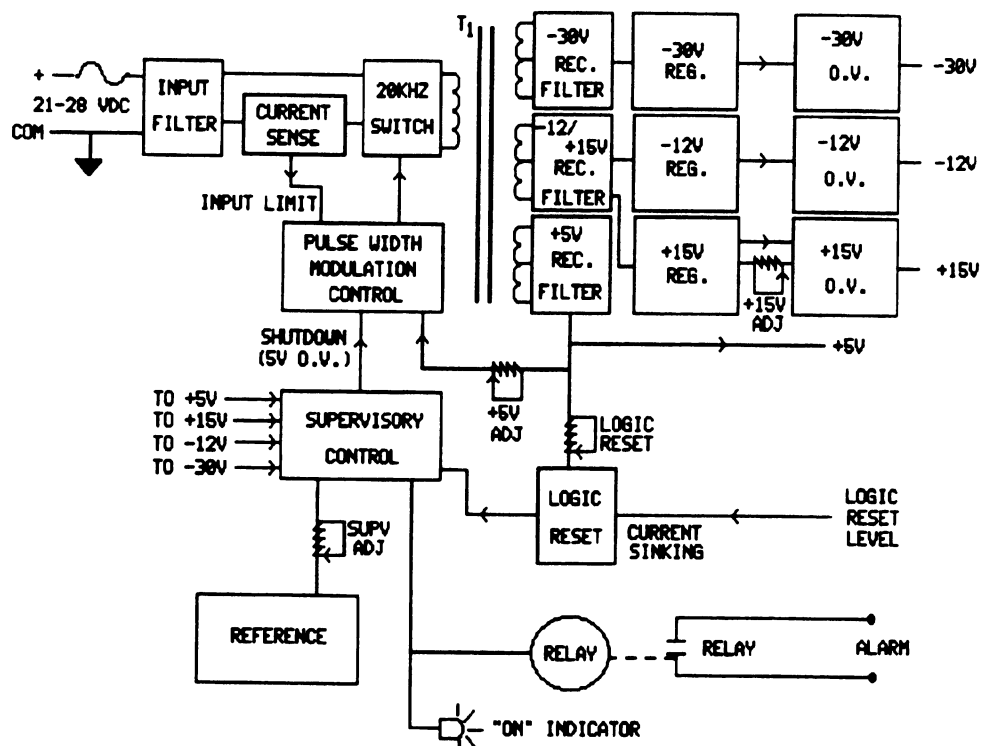 T1
+
21-28 VDC
COM
INPUT
FILTER
CURRENT
SENSE
20KHZ
SWITCH
-30V
REC.
FILTER
-30V
REG.
-30V
O.V.
-30V
-12/
+15V
REC.
FILTER
-12V
REG.
-12V
O.V.
-12V
INPUT LIMIT
PULSE WIDTH
MODULATION
CONTROL
+5V
REC.
FILTER
+15V
REG.
+15V
ADJ
+15V
O.V.
+15V
SHUTDOWN
(5V O.V.)
+5V
+5V
ADJ
TO +5V
TO +15V
TO -12V
TO -30V
SUPERVISORY
CONTROL
LOGIC
RESET
LOGIC
RESET
CURRENT
SINKING
LOGIC
RESET
LEVEL
SUPV
ADJ
REFERENCE
RELAY
RELAY
ALARM
"ON" INDICATOR